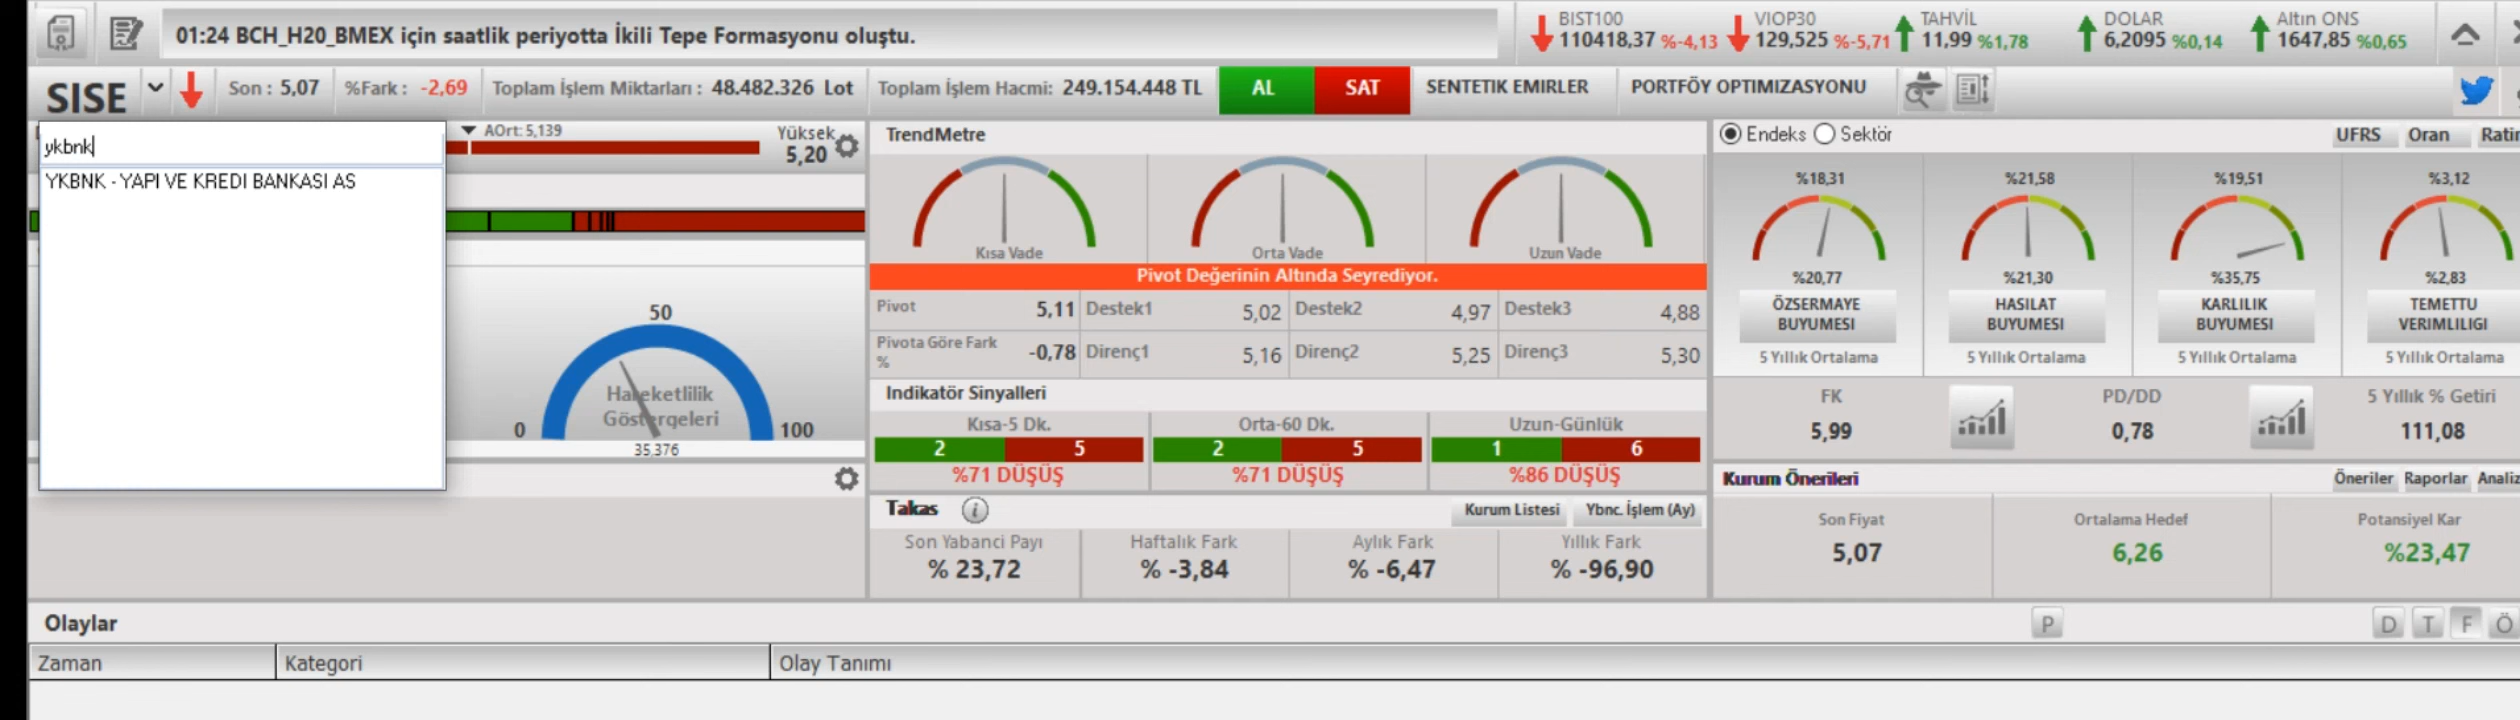 01:24 BCH_H20_BMEX için saatlik periyotta İkili Tepe Formasyonu oluştu.
BIST100
110418,37 %-4,13
VIOP30
129,525 %-5,71
TAHVİL
11,99 %1,78
DOLAR
6,2095 %0,14
Altın ONS
1647,85 %0,65
SISE
Son : 5,07
%Fark : -2,69
Toplam İşlem Miktarları : 48.482.326 Lot
Toplam İşlem Hacmi: 249.154.448 TL
AL
SAT
SENTETIK EMIRLER
PORTFÖY OPTIMIZASYONU
ykbnk
YKBNK - YAPI VE KREDI BANKASI AS
AOrt: 5,139
Yüksek
5,20
50
Hareketlilik
Göstergeleri
0
100
35,376
TrendMetre
Kısa Vade
Orta Vade
Uzun Vade
Pivot Değerinin Altında Seyrediyor.
Pivot 5,11 Destek1 5,02 Destek2 4,97 Destek3 4,88
Pivota Göre Fark % -0,78 Direnç1 5,16 Direnç2 5,25 Direnç3 5,30
Indikatör Sinyalleri
Kısa-5 Dk. Orta-60 Dk. Uzun-Günlük
2 5 2 5 1 6
%71 DÜŞÜŞ %71 DÜŞÜŞ %86 DÜŞÜŞ
Takas i Kurum Listesi Ybnc. İşlem (Ay)
Son Yabanci Payı Haftalık Fark Aylık Fark Yıllık Fark
% 23,72 % -3,84 % -6,47 % -96,90
Endeks Sektör UFRS Oran
%18,31 %21,58 %19,51 %3,12
%20,77 %21,30 %35,75 %2,83
ÖZSERMAYE BUYUMESI
HASILAT BUYUMESI
KARLILIK BUYUMESI
TEMETTU VERIMLILIGI
5 Yıllık Ortalama 5 Yıllık Ortalama 5 Yıllık Ortalama 5 Yıllık Ortalama
FK PD/DD 5 Yıllık % Getiri
5,99 0,78 111,08
Kurum Önerileri Öneriler Raporlar Analiz
Son Fiyat Ortalama Hedef Potansiyel Kar
5,07 6,26 %23,47
Olaylar P D T F Ö
Zaman Kategori Olay Tanımı